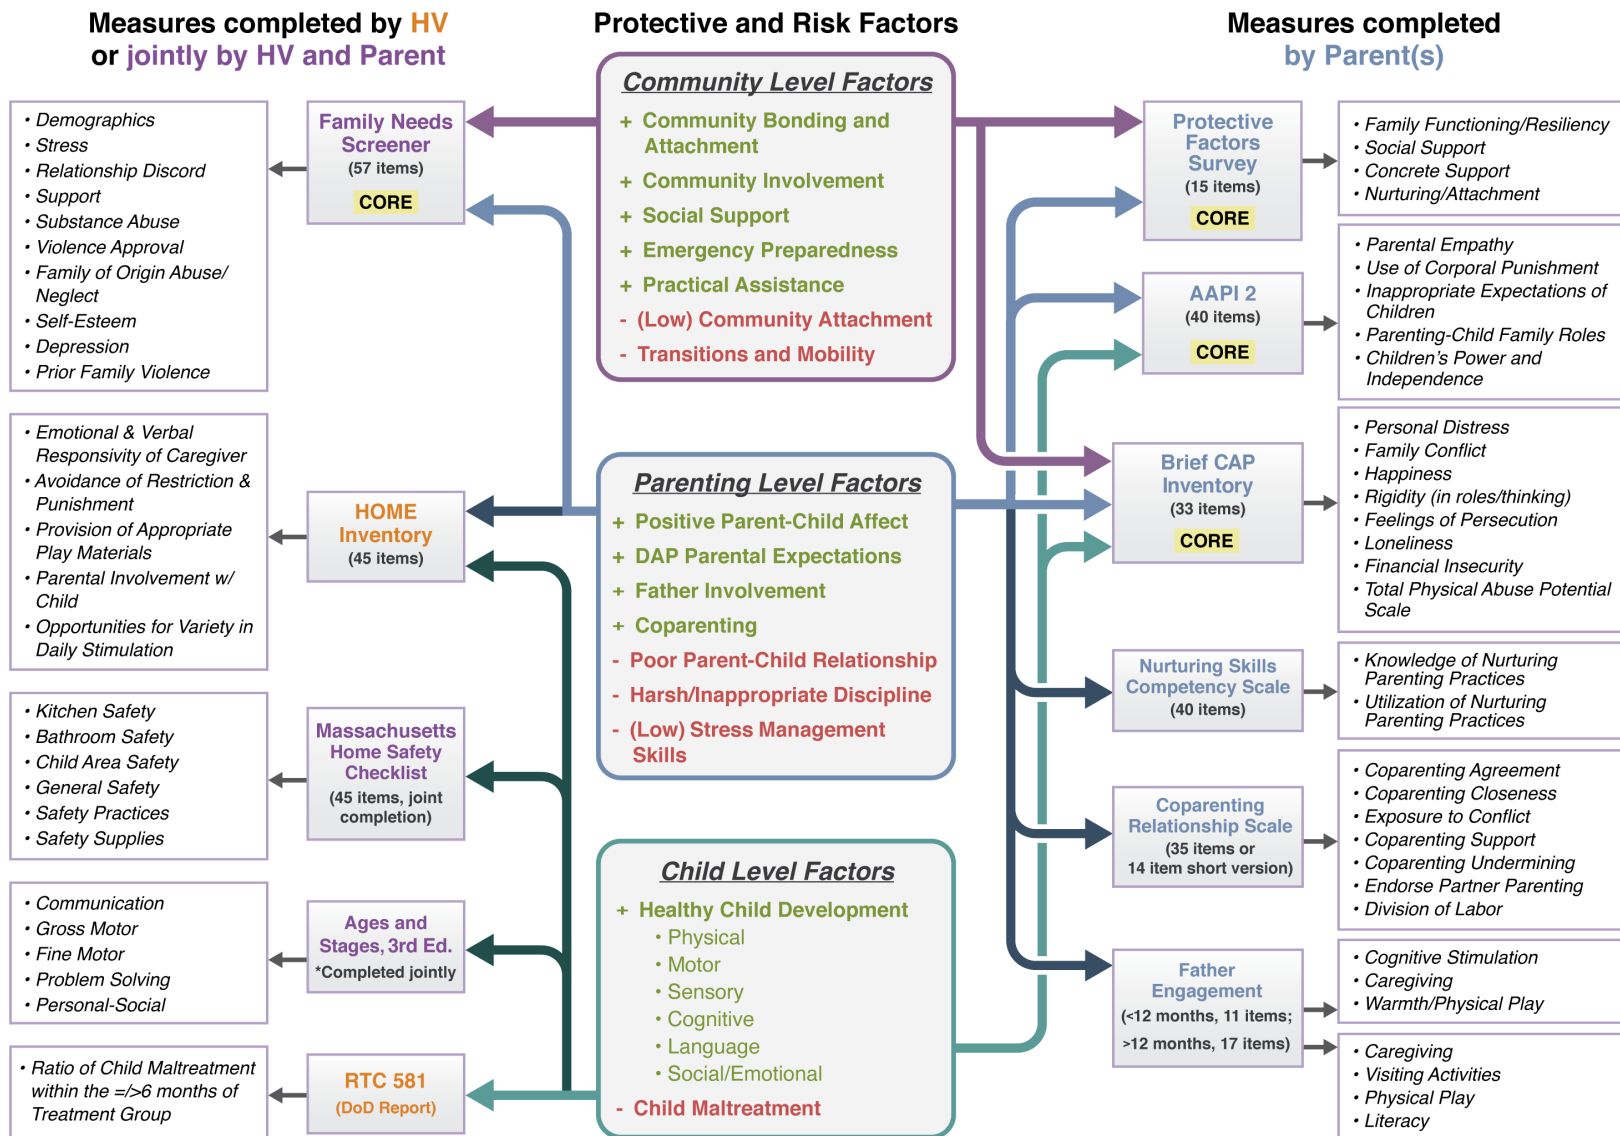 Measures completed by HV
or jointly by HV and Parent
• Demographics
• Stress
• Relationship Discord
• Support
• Substance Abuse
• Violence Approval
• Family of Origin Abuse/
Neglect
• Self-Esteem
• Depression
• Prior Family Violence
Family Needs
Screener
(57 items)
CORE
• Emotional & Verbal
Responsivity of Caregiver
• Avoidance of Restriction &
Punishment
• Provision of Appropriate
Play Materials
• Parental Involvement w/
Child
• Opportunities for Variety in
Daily Stimulation
HOME
Inventory
(45 items)
• Kitchen Safety
• Bathroom Safety
• Child Area Safety
• General Safety
• Safety Practices
• Safety Supplies
Massachusetts
Home Safety
Checklist
(45 items, joint
completion)
• Communication
• Gross Motor
• Fine Motor
• Problem Solving
• Personal-Social
Ages and
Stages, 3rd Ed.
*Completed jointly
• Ratio of Child Maltreatment
within the =/>6 months of
Treatment Group
RTC 581
(DoD Report)
Protective and Risk Factors
Community Level Factors
+ Community Bonding and
Attachment
+ Community Involvement
+ Social Support
+ Emergency Preparedness
+ Practical Assistance
- (Low) Community Attachment
- Transitions and Mobility
Parenting Level Factors
+ Positive Parent-Child Affect
+ DAP Parental Expectations
+ Father Involvement
+ Coparenting
- Poor Parent-Child Relationship
- Harsh/Inappropriate Discipline
- (Low) Stress Management
Skills
Child Level Factors
+ Healthy Child Development
• Physical
• Motor
• Sensory
• Cognitive
• Language
• Social/Emotional
- Child Maltreatment
Measures completed
by Parent(s)
Protective
Factors
Survey
(15 items)
CORE
• Family Functioning/Resiliency
• Social Support
• Concrete Support
• Nurturing/Attachment
AAPI 2
(40 items)
CORE
• Parental Empathy
• Use of Corporal Punishment
• Inappropriate Expectations of
Children
• Parenting-Child Family Roles
• Children's Power and
Independence
Brief CAP
Inventory
(33 items)
CORE
• Personal Distress
• Family Conflict
• Happiness
• Rigidity (in roles/thinking)
• Feelings of Persecution
• Loneliness
• Financial Insecurity
• Total Physical Abuse Potential
Scale
Nurturing Skills
Competency Scale
(40 items)
• Knowledge of Nurturing
Parenting Practices
• Utilization of Nurturing
Parenting Practices
Coparenting
Relationship Scale
(35 items or
14 item short version)
• Coparenting Agreement
• Coparenting Closeness
• Exposure to Conflict
• Coparenting Support
• Coparenting Undermining
• Endorse Partner Parenting
• Division of Labor
Father
Engagement
(<12 months, 11 items;
>12 months, 17 items)
• Cognitive Stimulation
• Caregiving
• Warmth/Physical Play
• Caregiving
• Visiting Activities
• Physical Play
• Literacy